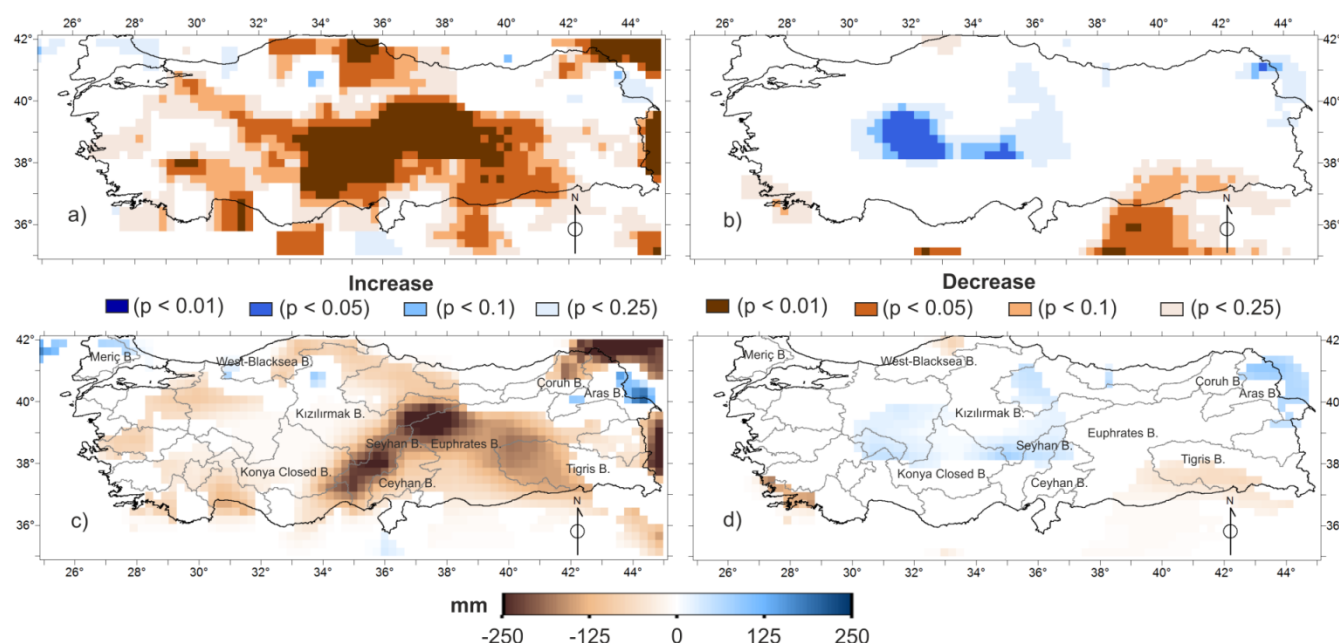 26° 28° 30° 32° 34° 36° 38° 40° 42° 44°
26° 28° 30° 32° 34° 36° 38° 40° 42° 44°
42° 42°
40° 40°
38° 38°
36° 36°
a) N
b) N
Increase Decrease
(p < 0.01) (p < 0.05) (p < 0.1) (p < 0.25) (p < 0.01) (p < 0.05) (p < 0.1) (p < 0.25)
42° 42°
40° 40°
38° 38°
36° 36°
Meriç B. West-Blacksea B. Coruh B.
Aras B.
Kızılırmak B.
Seyhan B. Euphrates B.
Konya Closed B. Tigris B.
Ceyhan B.
c) N
Meriç B. West-Blacksea B. Coruh B.
Aras B.
Kızılırmak B.
Seyhan B. Euphrates B.
Konya Closed B. Tigris B.
Ceyhan B.
d) N
26° 28° 30° 32° 34° 36° 38° 40° 42° 44°
26° 28° 30° 32° 34° 36° 38° 40° 42° 44°
mm
-250 -125 0 125 250